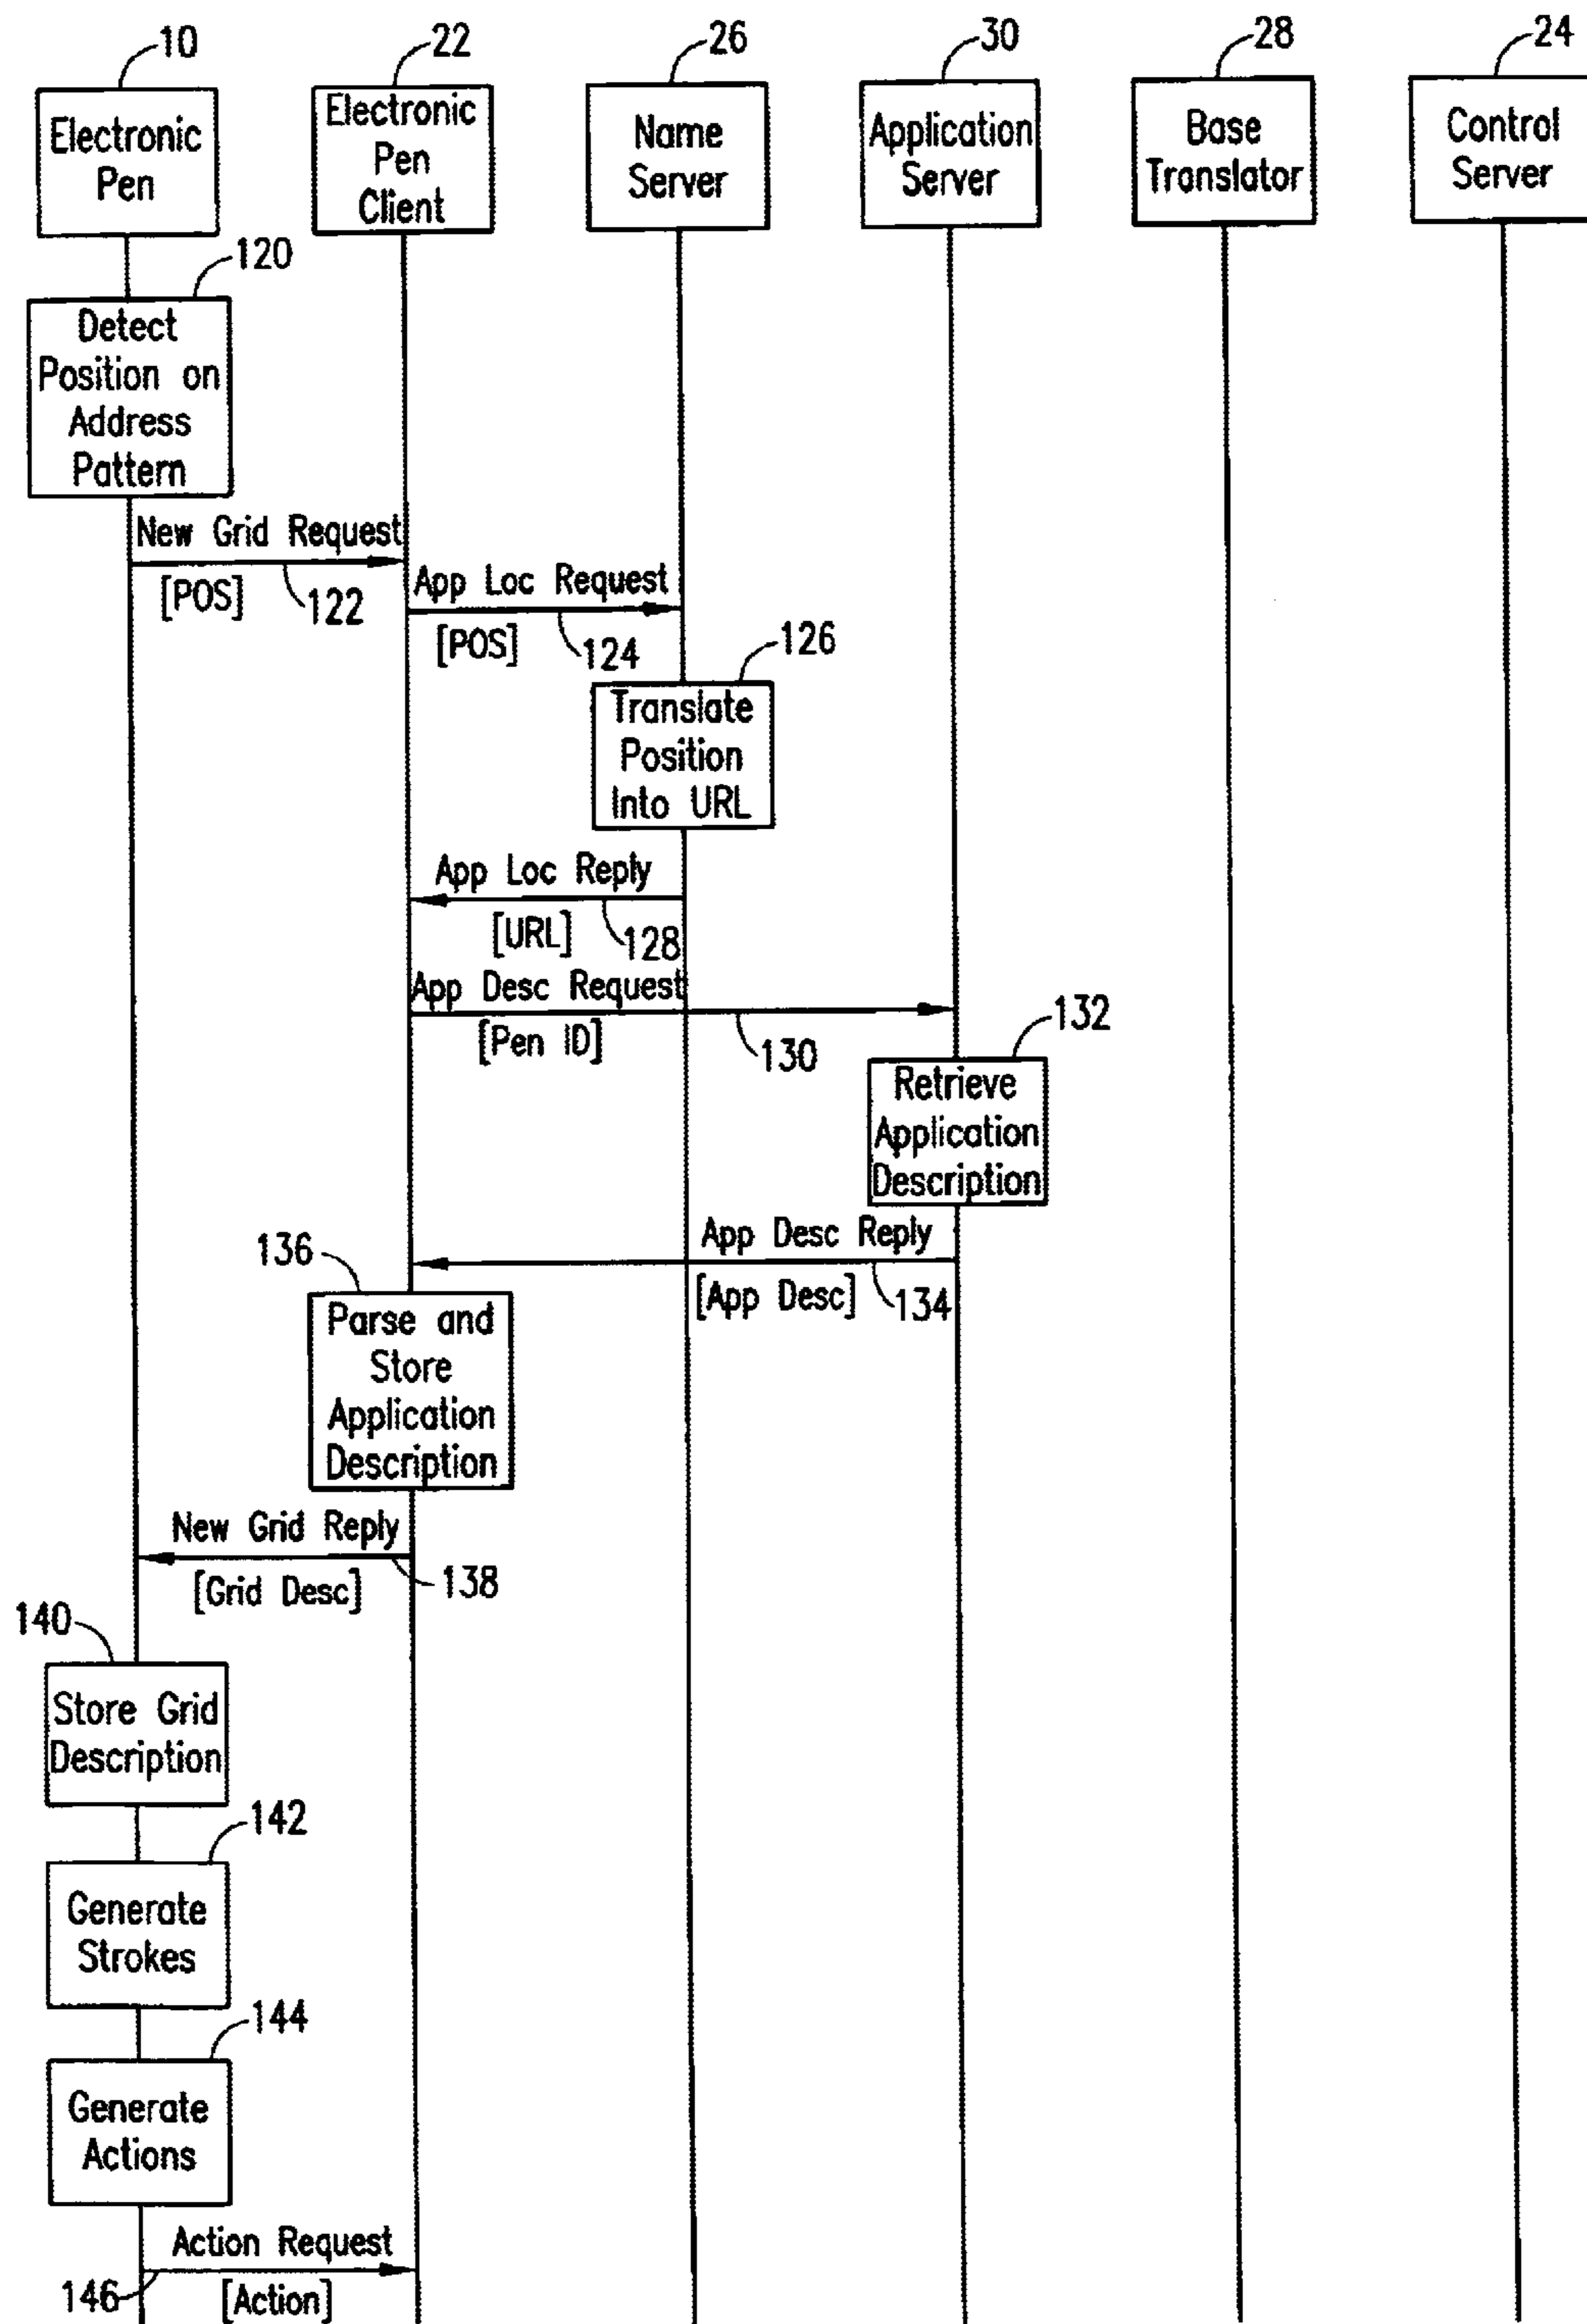 10
22
26
30
28
24
Electronic
Pen
Electronic
Pen
Client
Name
Server
Application
Server
Base
Translator
Control
Server
120
Detect
Position on
Address
Pattern
New Grid Request
[POS]
122
App Loc Request
[POS]
124
126
Translate
Position
Into URL
App Loc Reply
[URL]
128
App Desc Request
[Pen ID]
130
132
Retrieve
Application
Description
App Desc Reply
[App Desc]
134
136
Parse and
Store
Application
Description
New Grid Reply
[Grid Desc]
138
140
Store Grid
Description
142
Generate
Strokes
144
Generate
Actions
Action Request
146
[Action]